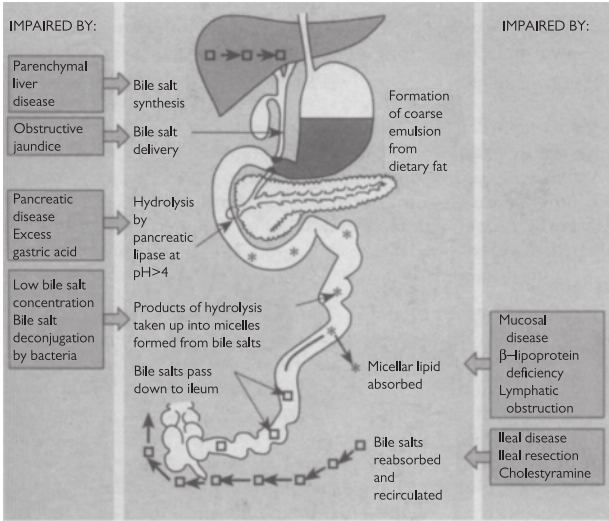 IMPAIRED BY:
Parenchymal
liver
disease
Bile salt
synthesis
Obstructive
jaundice
Bile salt
delivery
Pancreatic
disease
Excess
gastric acid
Hydrolysis
by
pancreatic
lipase at
pH>4
Low bile salt
concentration
Bile salt
deconjugation
by bacteria
Products of hydrolysis
taken up into micelles
formed from bile salts
Bile salts pass
down to ileum
Formation
of coarse
emulsion
from
dietary fat
Micellar lipid
absorbed
Bile salts
reabsorbed
and
recirculated
IMPAIRED BY:
Mucosal
disease
β–lipoprotein
deficiency
Lymphatic
obstruction
Ileal disease
Ileal resection
Cholestyramine